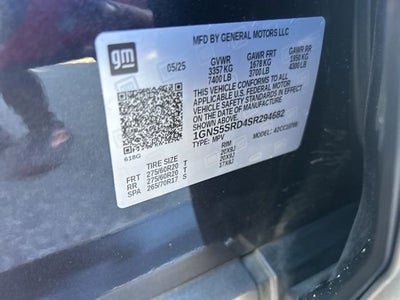 gm
MFD BY GENERAL MOTORS LLC
05/25
GVWR GAWR FRT GAWR RR
3357 KG 1678 KG 1950 KG
7400 LB 3700 LB 4300 LB
THIS VEHICLE CONFORMS TO ALL APPLICABLE U.S. FEDERAL MOTOR
VEHICLE SAFETY STANDARDS IN EFFECT ON THE DATE OF
MANUFACTURE SHOWN ABOVE.
1GNS5SRD4SR294682
TYPE: MPV MODEL:
618G
TIRE SIZE RIM
FRT 275/60R20 T 20X9J
RR 275/60R20 T 20X9J
SPA 265/70R17 S 17X8J